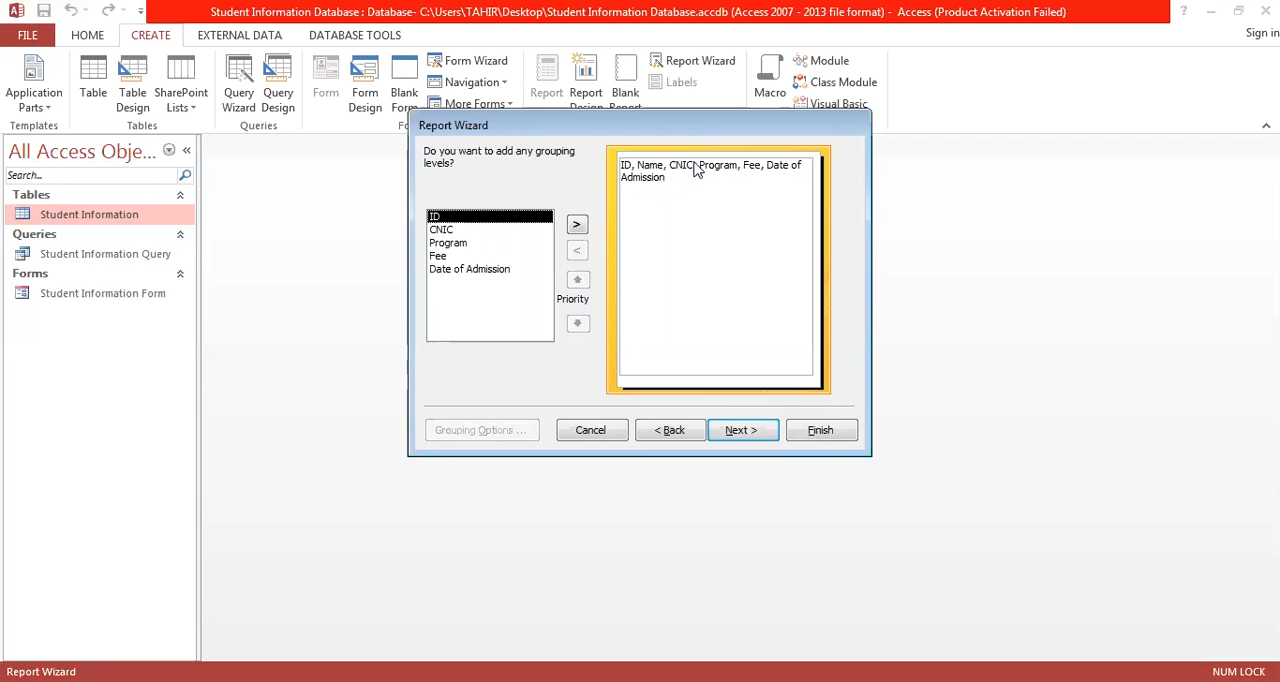 Student Information Database : Database- C:\Users\TAHIR\Desktop\Student Information Database.accdb (Access 2007 - 2013 file format) - Access (Product Activation Failed)
FILE HOME CREATE EXTERNAL DATA DATABASE TOOLS Sign in
Application Parts Table Table Design SharePoint Lists Query Wizard Query Design Form Form Design Blank Form Form Wizard Navigation More Forms Report Report Design Blank Report Report Wizard Labels Macro Module Class Module Visual Basic
Templates Tables Queries
All Access Obje...
Search...
Tables
Student Information
Queries
Student Information Query
Forms
Student Information Form
Report Wizard
Do you want to add any grouping
levels?
ID
CNIC
Program
Fee
Date of Admission
>
<
Priority
ID, Name, CNIC, Program, Fee, Date of
Admission
Grouping Options ... Cancel < Back Next > Finish
Report Wizard NUM LOCK